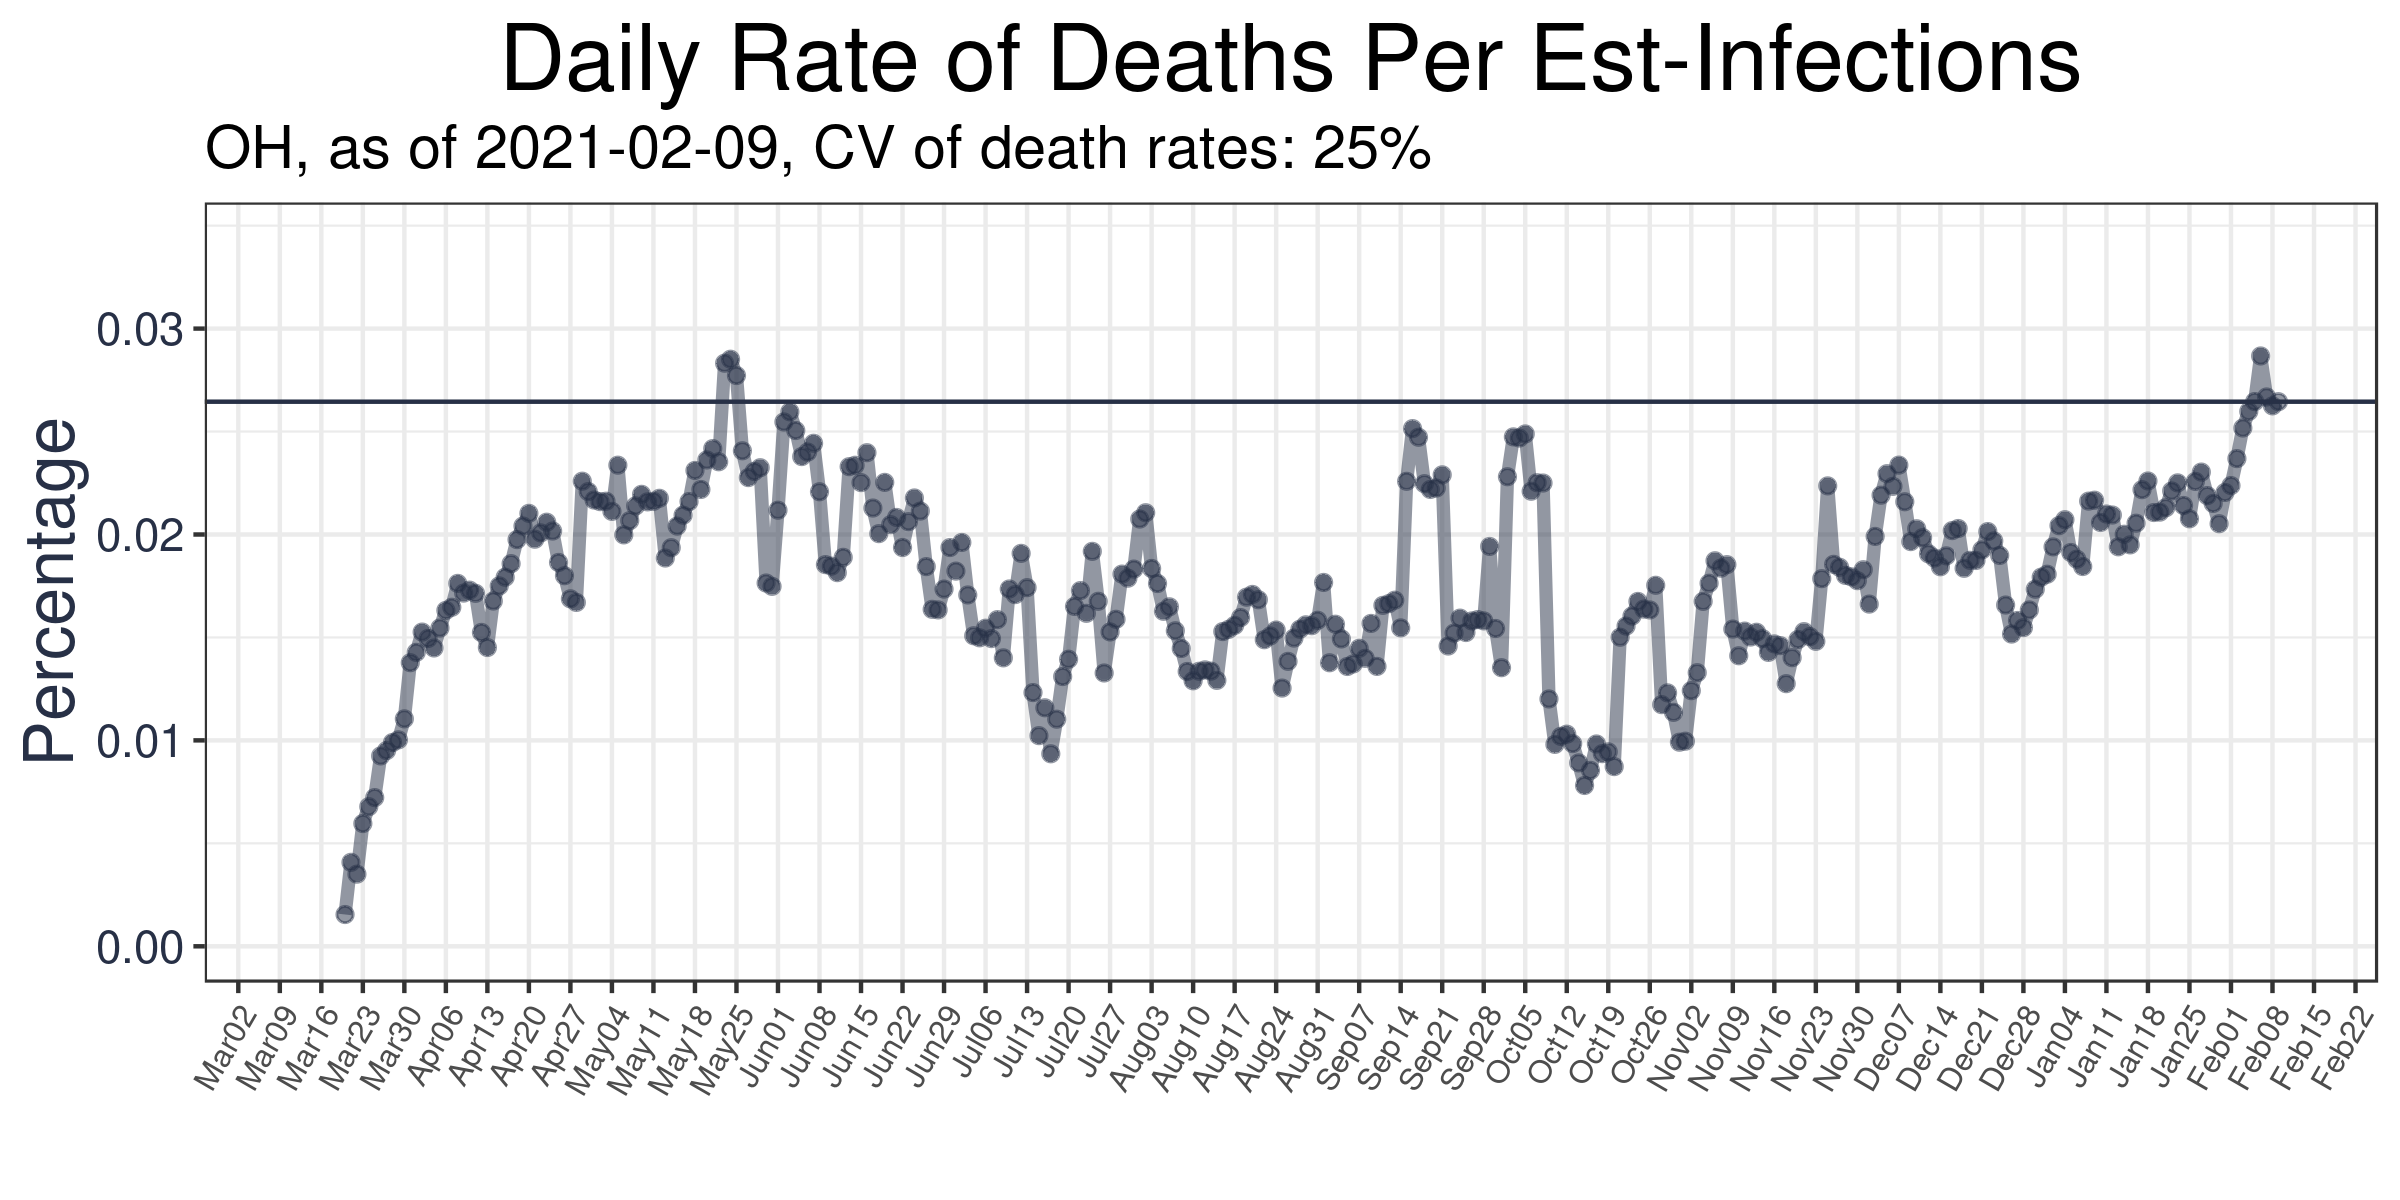 Daily Rate of Deaths Per Est-Infections
OH, as of 2021-02-09, CV of death rates: 25%
Percentage
0.03
0.02
0.01
0.00
Mar02
Mar09
Mar16
Mar23
Mar30
Apr06
Apr13
Apr20
Apr27
May04
May11
May18
May25
Jun01
Jun08
Jun15
Jun22
Jun29
Jul06
Jul13
Jul20
Jul27
Aug03
Aug10
Aug17
Aug24
Aug31
Sep07
Sep14
Sep21
Sep28
Oct05
Oct12
Oct19
Oct26
Nov02
Nov09
Nov16
Nov23
Nov30
Dec07
Dec14
Dec21
Dec28
Jan04
Jan11
Jan18
Jan25
Feb01
Feb08
Feb15
Feb22